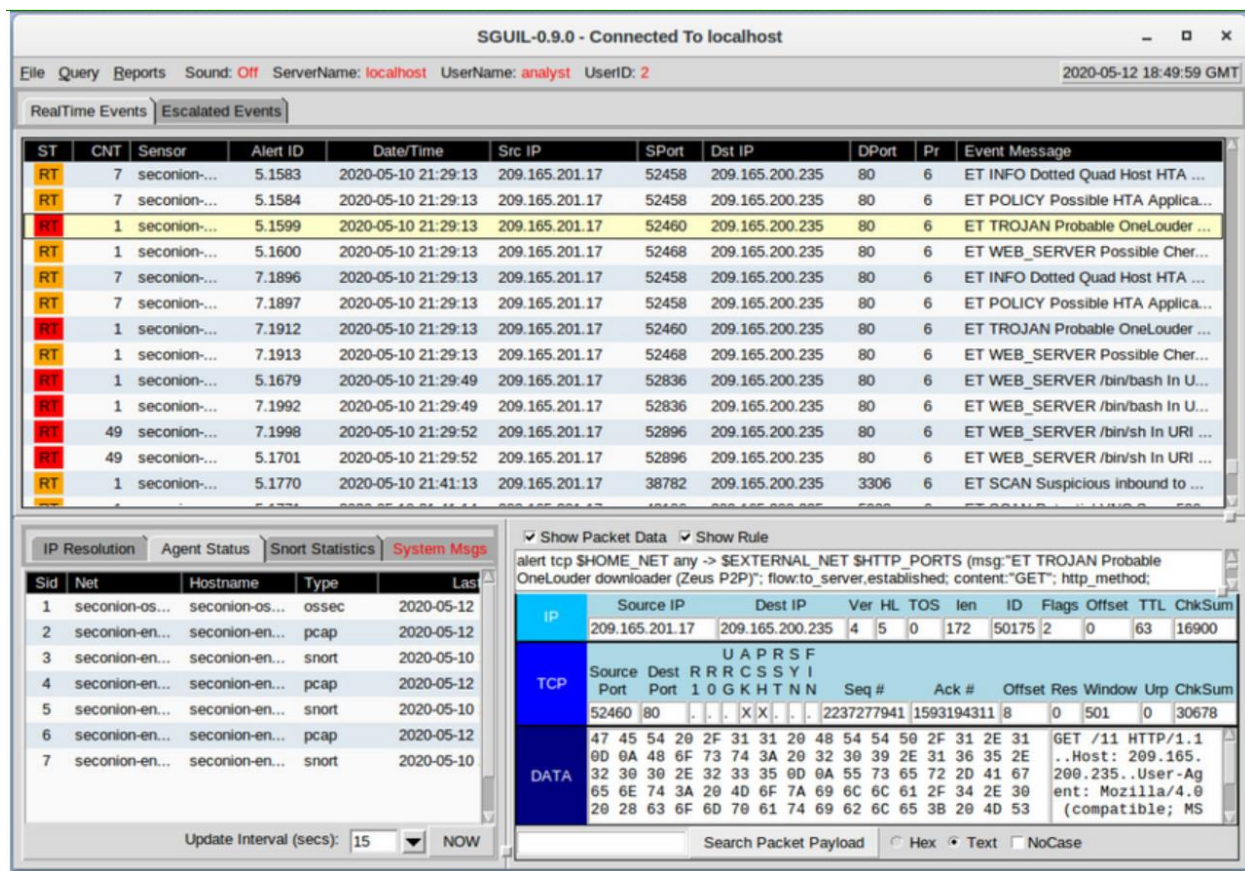 SGUIL-0.9.0 - Connected To localhost
File Query Reports Sound: Off ServerName: localhost UserName: analyst UserID: 2 2020-05-12 18:49:59 GMT
RealTime Events Escalated Events
ST CNT Sensor Alert ID Date/Time Src IP SPort Dst IP DPort Pr Event Message
RT 7 seconion-... 5.1583 2020-05-10 21:29:13 209.165.201.17 52458 209.165.200.235 80 6 ET INFO Dotted Quad Host HTA ...
RT 7 seconion-... 5.1584 2020-05-10 21:29:13 209.165.201.17 52458 209.165.200.235 80 6 ET POLICY Possible HTA Applica...
RT 1 seconion-... 5.1599 2020-05-10 21:29:13 209.165.201.17 52460 209.165.200.235 80 6 ET TROJAN Probable OneLouder ...
RT 1 seconion-... 5.1600 2020-05-10 21:29:13 209.165.201.17 52468 209.165.200.235 80 6 ET WEB_SERVER Possible Cher...
RT 7 seconion-... 7.1896 2020-05-10 21:29:13 209.165.201.17 52458 209.165.200.235 80 6 ET INFO Dotted Quad Host HTA ...
RT 7 seconion-... 7.1897 2020-05-10 21:29:13 209.165.201.17 52458 209.165.200.235 80 6 ET POLICY Possible HTA Applica...
RT 1 seconion-... 7.1912 2020-05-10 21:29:13 209.165.201.17 52460 209.165.200.235 80 6 ET TROJAN Probable OneLouder ...
RT 1 seconion-... 7.1913 2020-05-10 21:29:13 209.165.201.17 52468 209.165.200.235 80 6 ET WEB_SERVER Possible Cher...
RT 1 seconion-... 5.1679 2020-05-10 21:29:49 209.165.201.17 52836 209.165.200.235 80 6 ET WEB_SERVER /bin/bash In U...
RT 1 seconion-... 7.1992 2020-05-10 21:29:49 209.165.201.17 52836 209.165.200.235 80 6 ET WEB_SERVER /bin/bash In U...
RT 49 seconion-... 7.1998 2020-05-10 21:29:52 209.165.201.17 52896 209.165.200.235 80 6 ET WEB_SERVER /bin/sh In URI ...
RT 49 seconion-... 5.1701 2020-05-10 21:29:52 209.165.201.17 52896 209.165.200.235 80 6 ET WEB_SERVER /bin/sh In URI ...
RT 1 seconion-... 5.1770 2020-05-10 21:41:13 209.165.201.17 38782 209.165.200.235 3306 6 ET SCAN Suspicious inbound to ...
IP Resolution Agent Status Snort Statistics System Msgs
Sid Net Hostname Type Last
1 seconion-os... seconion-os... ossec 2020-05-12
2 seconion-en... seconion-en... pcap 2020-05-12
3 seconion-en... seconion-en... snort 2020-05-10
4 seconion-en... seconion-en... pcap 2020-05-12
5 seconion-en... seconion-en... snort 2020-05-10
6 seconion-en... seconion-en... pcap 2020-05-12
7 seconion-en... seconion-en... snort 2020-05-10
Update Interval (secs): 15 NOW
Show Packet Data Show Rule
alert tcp $HOME_NET any -> $EXTERNAL_NET $HTTP_PORTS (msg:"ET TROJAN Probable
OneLouder downloader (Zeus P2P)"; flow:to_server,established; content:"GET"; http_method;
IP Source IP Dest IP Ver HL TOS len ID Flags Offset TTL ChkSum
209.165.201.17 209.165.200.235 4 5 0 172 50175 2 0 63 16900
U A P R S F
Source Dest R R R C S S Y I
TCP Port Port 1 0 G K H T N N Seq # Ack # Offset Res Window Urp ChkSum
52460 80 . . . X X . . . 2237277941 1593194311 8 0 501 0 30678
DATA
47 45 54 20 2F 31 31 20 48 54 54 50 2F 31 2E 31 GET /11 HTTP/1.1
0D 0A 48 6F 73 74 3A 20 32 30 39 2E 31 36 35 2E ..Host: 209.165.
32 30 30 2E 32 33 35 0D 0A 55 73 65 72 2D 41 67 200.235..User-Ag
65 6E 74 3A 20 4D 6F 7A 69 6C 6C 61 2F 34 2E 30 ent: Mozilla/4.0
20 28 63 6F 6D 70 61 74 69 62 6C 65 3B 20 4D 53 (compatible; MS
Search Packet Payload Hex Text NoCase